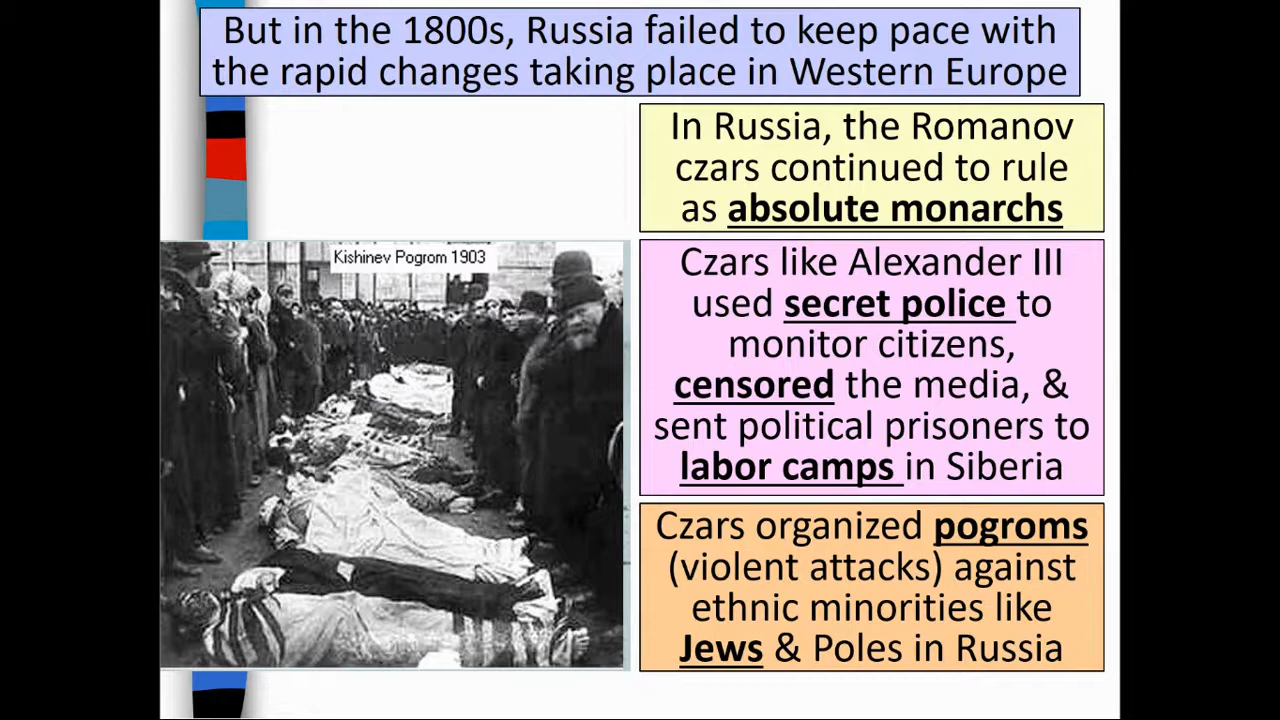 But in the 1800s, Russia failed to keep pace with
the rapid changes taking place in Western Europe
In Russia, the Romanov
czars continued to rule
as absolute monarchs
Kishinev Pogrom 1903
Czars like Alexander III
used secret police to
monitor citizens,
censored the media, &
sent political prisoners to
labor camps in Siberia
Czars organized pogroms
(violent attacks) against
ethnic minorities like
Jews & Poles in Russia